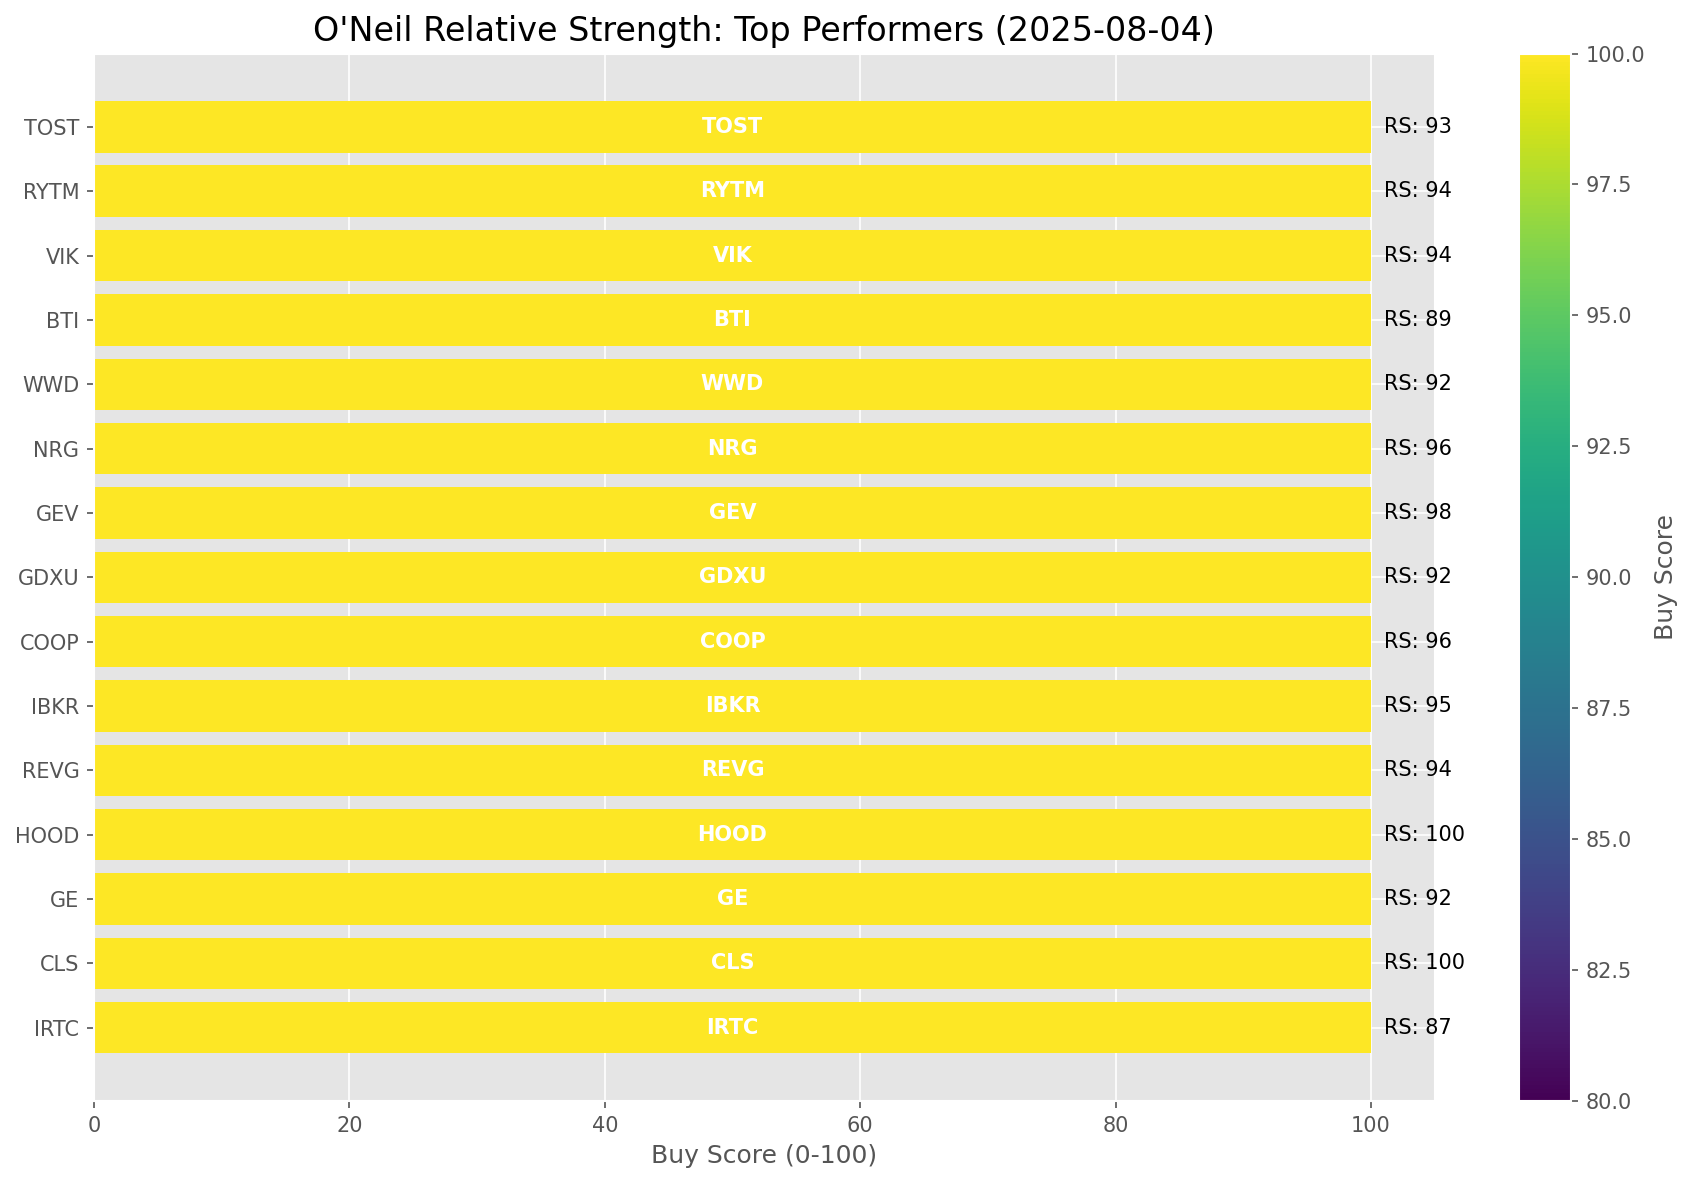 O'Neil Relative Strength: Top Performers (2025-08-04)
TOST TOST RS: 93
RYTM RYTM RS: 94
VIK VIK RS: 94
BTI BTI RS: 89
WWD WWD RS: 92
NRG NRG RS: 96
GEV GEV RS: 98
GDXU GDXU RS: 92
COOP COOP RS: 96
IBKR IBKR RS: 95
REVG REVG RS: 94
HOOD HOOD RS: 100
GE GE RS: 92
CLS CLS RS: 100
IRTC IRTC RS: 87
0 20 40 60 80 100
Buy Score (0-100)
100.0
97.5
95.0
92.5
90.0
87.5
85.0
82.5
80.0
Buy Score